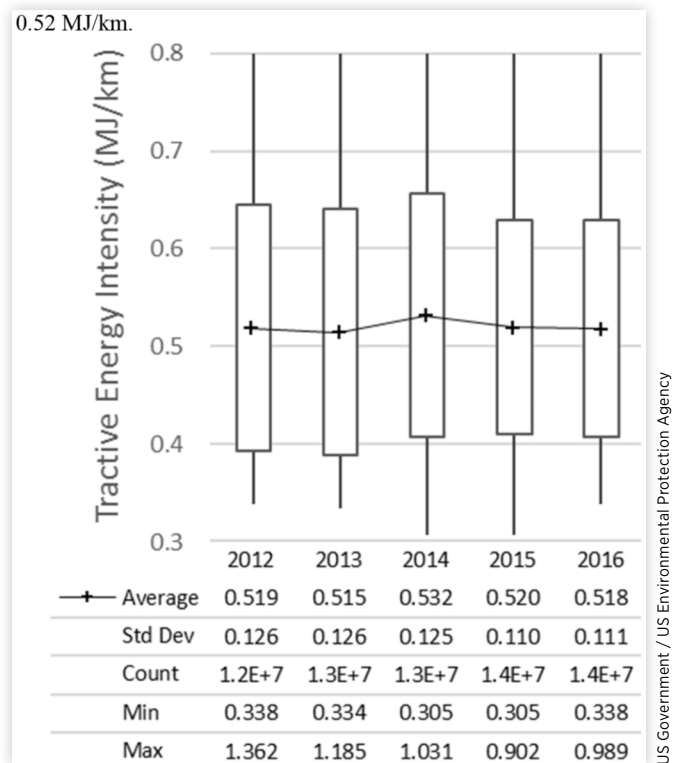 0.52 MJ/km.
Tractive Energy Intensity (MJ/km)
0.8
0.7
0.6
0.5
0.4
0.3
2012 2013 2014 2015 2016
Average 0.519 0.515 0.532 0.520 0.518
Std Dev 0.126 0.126 0.125 0.110 0.111
Count 1.2E+7 1.3E+7 1.3E+7 1.4E+7 1.4E+7
Min 0.338 0.334 0.305 0.305 0.338
Max 1.362 1.185 1.031 0.902 0.989
US Government / US Environmental Protection Agency